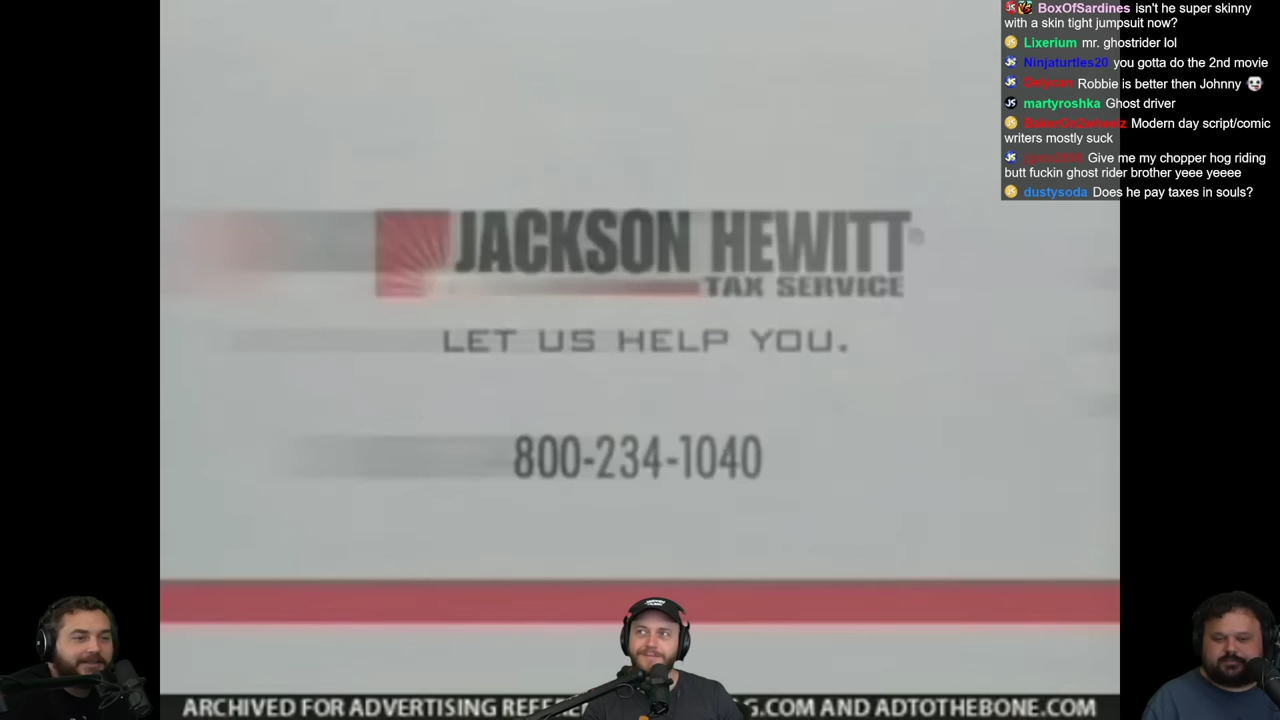 BoxOfSardines isn't he super skinny
with a skin tight jumpsuit now?
Lixerium mr. ghostrider lol
Ninjaturtles20 you gotta do the 2nd movie
Robbie is better then Johnny
martyroshka Ghost driver
BakerOn2wheelz Modern day script/comic
writers mostly suck
Give me my chopper hog riding
butt fuckin ghost rider brother yeee yeeee
dustysoda Does he pay taxes in souls?
JACKSON HEWITT®
TAX SERVICE
LET US HELP YOU.
800-234-1040
ARCHIVED FOR ADVERTISING G.COM AND ADTOTHEBONE.COM